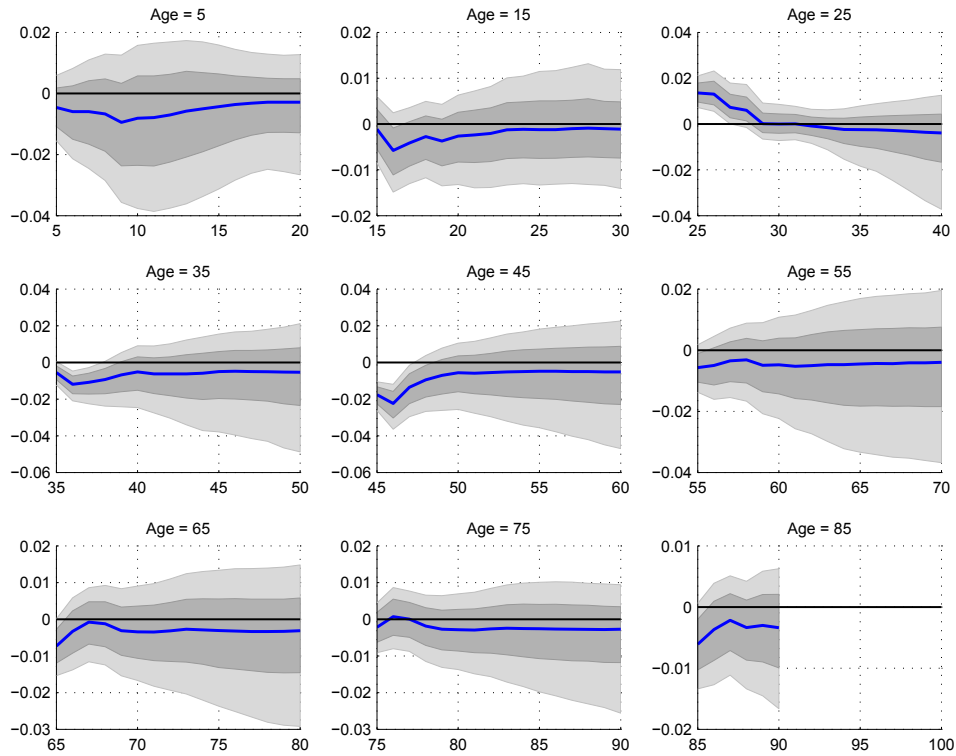 Age = 5
0.02
0
−0.02
−0.04
5 10 15 20
Age = 15
0.02
0.01
0
−0.01
−0.02
15 20 25 30
Age = 25
0.04
0.02
0
−0.02
−0.04
25 30 35 40
Age = 35
0.04
0.02
0
−0.02
−0.04
−0.06
35 40 45 50
Age = 45
0.04
0.02
0
−0.02
−0.04
−0.06
45 50 55 60
Age = 55
0.02
0
−0.02
−0.04
55 60 65 70
Age = 65
0.02
0.01
0
−0.01
−0.02
−0.03
65 70 75 80
Age = 75
0.02
0.01
0
−0.01
−0.02
−0.03
75 80 85 90
Age = 85
0.01
0
−0.01
−0.02
85 90 95 100